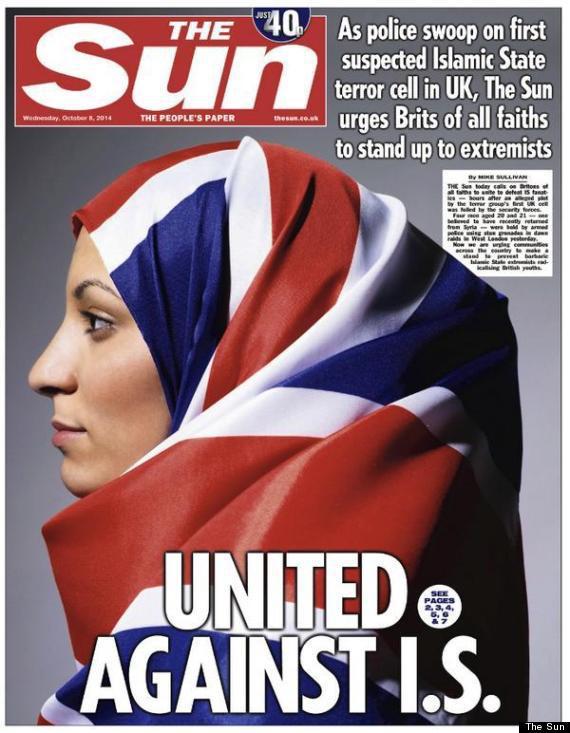 THE
Sun
JUST
40p
Wednesday, October 8, 2014
THE PEOPLE'S PAPER
thesun.co.uk
As police swoop on first
suspected Islamic State
terror cell in UK, The Sun
urges Brits of all faiths
to stand up to extremists
By MIKE SULLIVAN
THE Sun today calls on Britons of
all faiths to unite to defeat IS fanat-
ics — hours after an alleged plot
by the terror group's first UK cell
was foiled by the security forces.
Four men aged 20 and 21 — one
believed to have recently returned
from Syria — were held by armed
police using stun grenades in dawn
raids in West London yesterday.
Now we are urging communities
across the country to make a
stand to prevent barbaric
Islamic State extremists rad-
icalising British youths.
UNITED
AGAINST I.S.
SEE
PAGES
2, 3, 4,
5, 6
& 7
The Sun